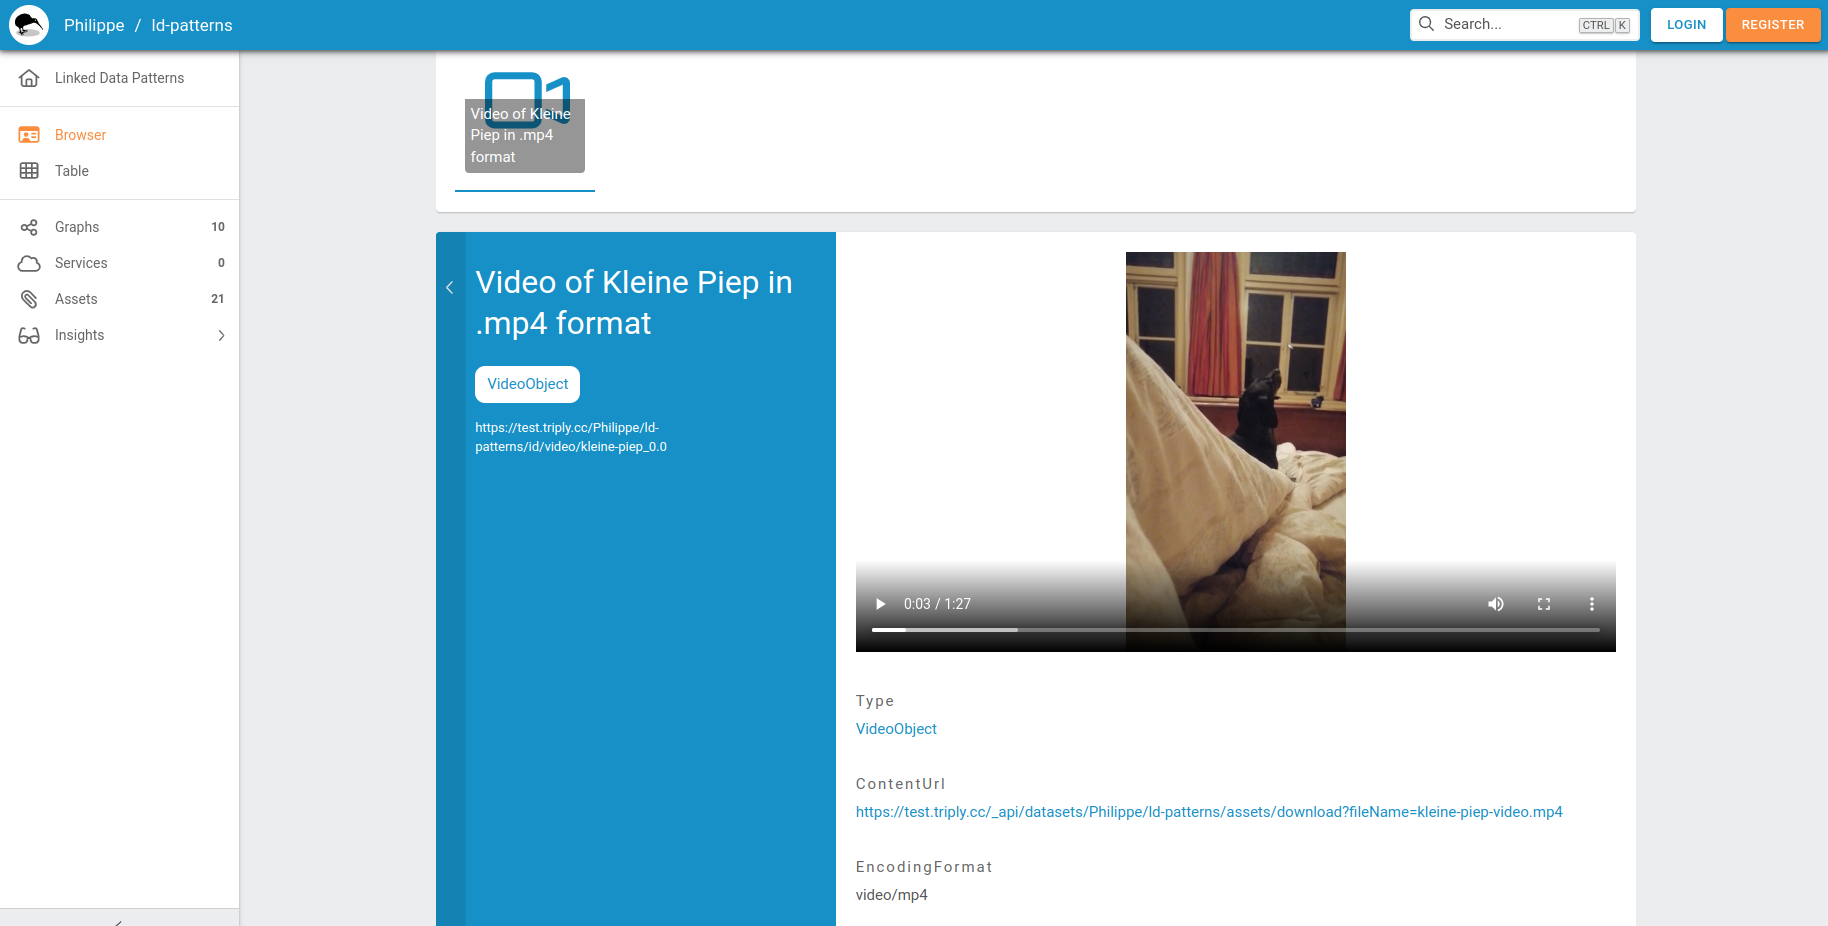 Philippe / ld-patterns
Search... CTRL K
LOGIN
REGISTER
Linked Data Patterns
Browser
Table
Graphs 10
Services 0
Assets 21
Insights
Video of Kleine
Piep in .mp4
format
Video of Kleine Piep in
.mp4 format
VideoObject
https://test.triply.cc/Philippe/ld-
patterns/id/video/kleine-piep_0.0
0:03 / 1:27
Type
VideoObject
ContentUrl
https://test.triply.cc/_api/datasets/Philippe/ld-patterns/assets/download?fileName=kleine-piep-video.mp4
EncodingFormat
video/mp4